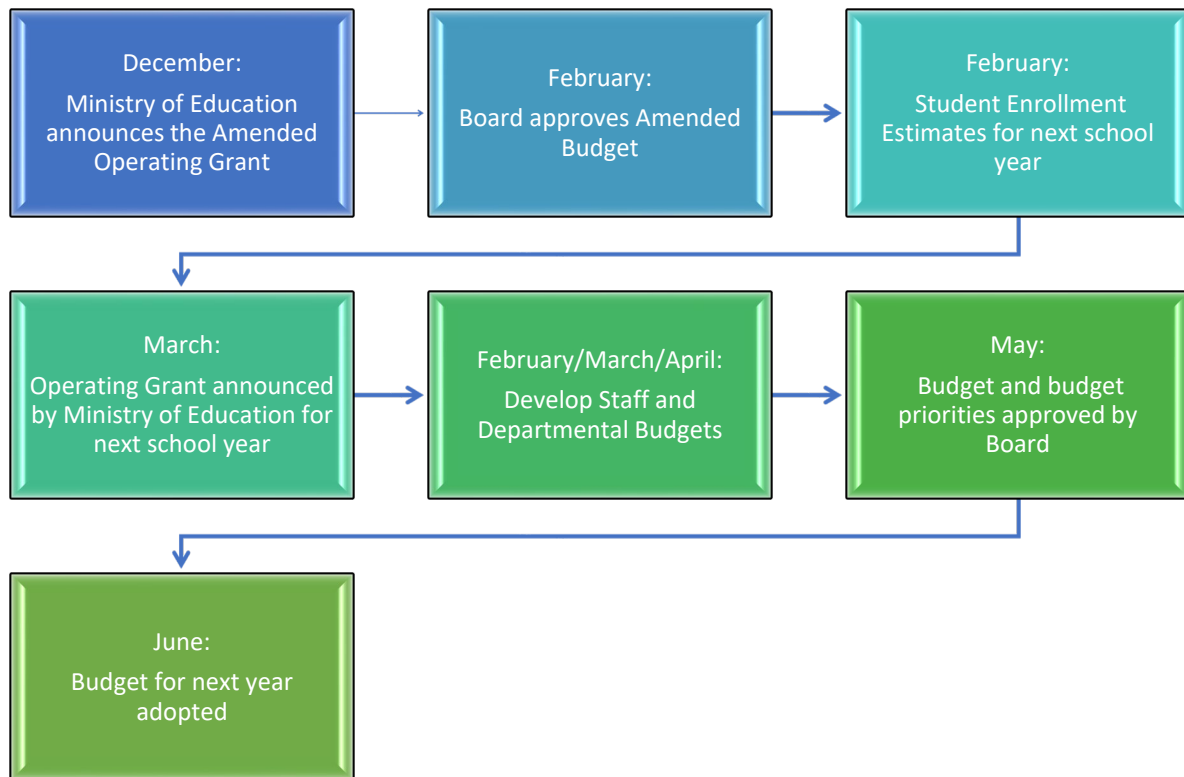 December:
Ministry of Education
announces the Amended
Operating Grant
February:
Board approves Amended
Budget
February:
Student Enrollment
Estimates for next school
year
March:
Operating Grant announced
by Ministry of Education for
next school year
February/March/April:
Develop Staff and
Departmental Budgets
May:
Budget and budget
priorities approved by
Board
June:
Budget for next year
adopted